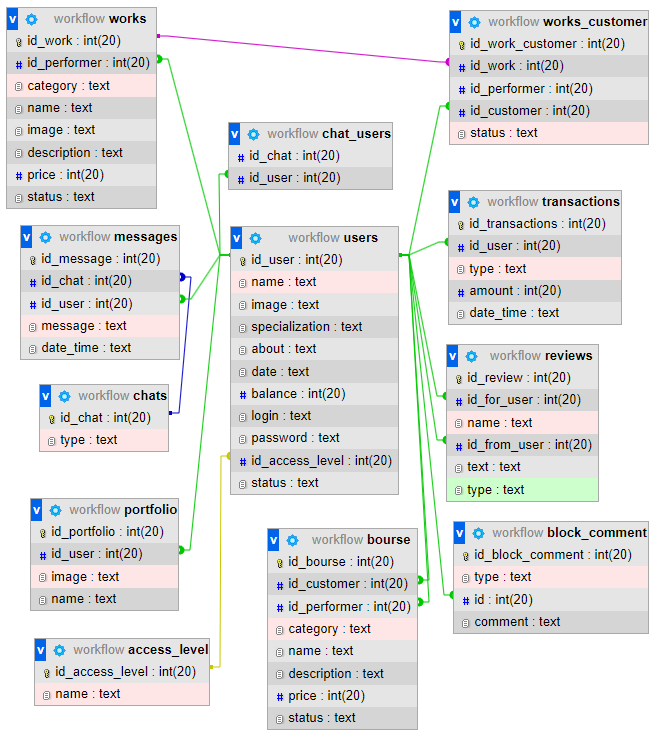 v workflow works
id_work : int(20)
# id_performer : int(20)
category : text
name : text
image : text
description : text
# price : int(20)
status : text
v workflow works_customer
id_work_customer : int(20)
# id_work : int(20)
# id_performer : int(20)
# id_customer : int(20)
status : text
v workflow chat_users
# id_chat : int(20)
# id_user : int(20)
v workflow messages
id_message : int(20)
# id_chat : int(20)
# id_user : int(20)
message : text
date_time : text
v workflow users
id_user : int(20)
name : text
image : text
specialization : text
about : text
date : text
# balance : int(20)
login : text
password : text
# id_access_level : int(20)
status : text
v workflow transactions
id_transactions : int(20)
# id_user : int(20)
type : text
# amount : int(20)
date_time : text
v workflow chats
id_chat : int(20)
type : text
v workflow reviews
id_review : int(20)
# id_for_user : int(20)
name : text
# id_from_user : int(20)
text : text
type : text
v workflow portfolio
id_portfolio : int(20)
# id_user : int(20)
image : text
name : text
v workflow bourse
id_bourse : int(20)
# id_customer : int(20)
# id_performer : int(20)
category : text
name : text
description : text
# price : int(20)
status : text
v workflow block_comment
id_block_comment : int(20)
type : text
# id : int(20)
comment : text
v workflow access_level
id_access_level : int(20)
name : text